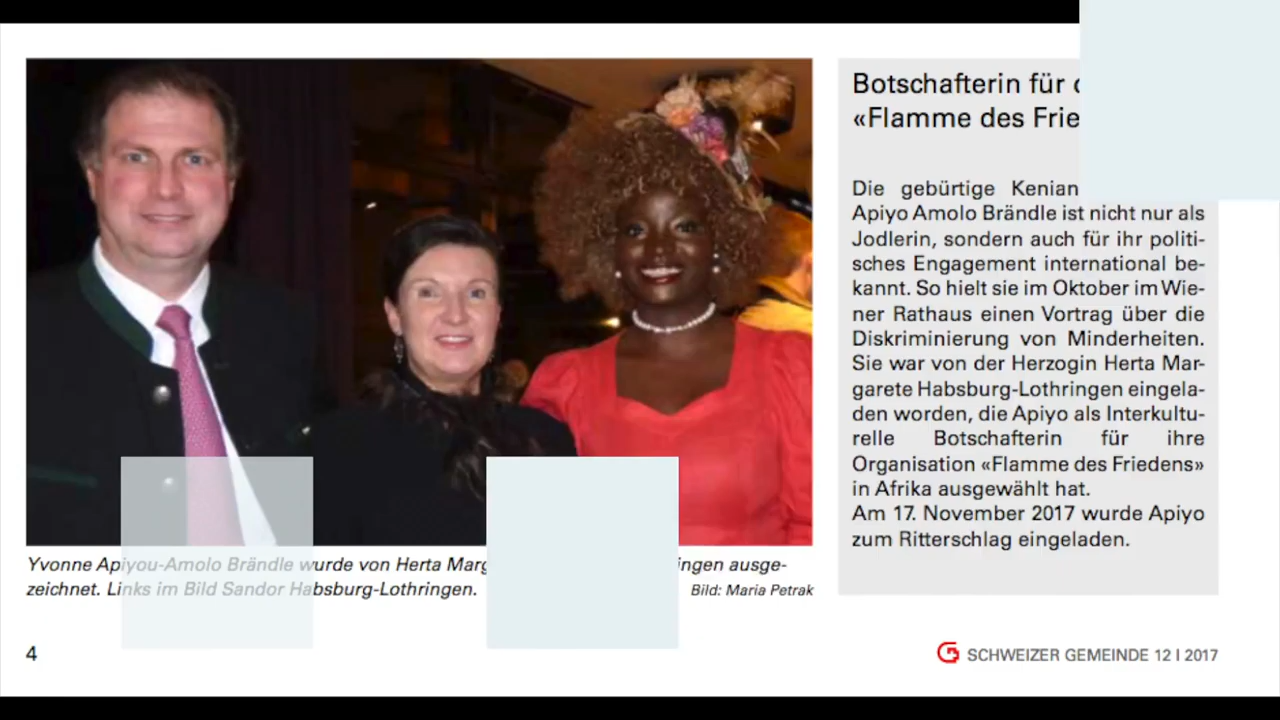 Botschafterin für
«Flamme des Frie
Die gebürtige Kenian
Apiyo Amolo Brändle ist nicht nur als
Jodlerin, sondern auch für ihr politi-
sches Engagement international be-
kannt. So hielt sie im Oktober im Wie-
ner Rathaus einen Vortrag über die
Diskriminierung von Minderheiten.
Sie war von der Herzogin Herta Mar-
garete Habsburg-Lothringen eingela-
den worden, die Apiyo als Interkultu-
relle Botschafterin für ihre
Organisation «Flamme des Friedens»
in Afrika ausgewählt hat.
Am 17. November 2017 wurde Apiyo
zum Ritterschlag eingeladen.
Yvonne Apiyou-Amolo Brändle wurde von Herta Marg ingen ausge-
zeichnet. Links im Bild Sandor Habsburg-Lothringen. Bild: Maria Petrak
4
SCHWEIZER GEMEINDE 12 I 2017